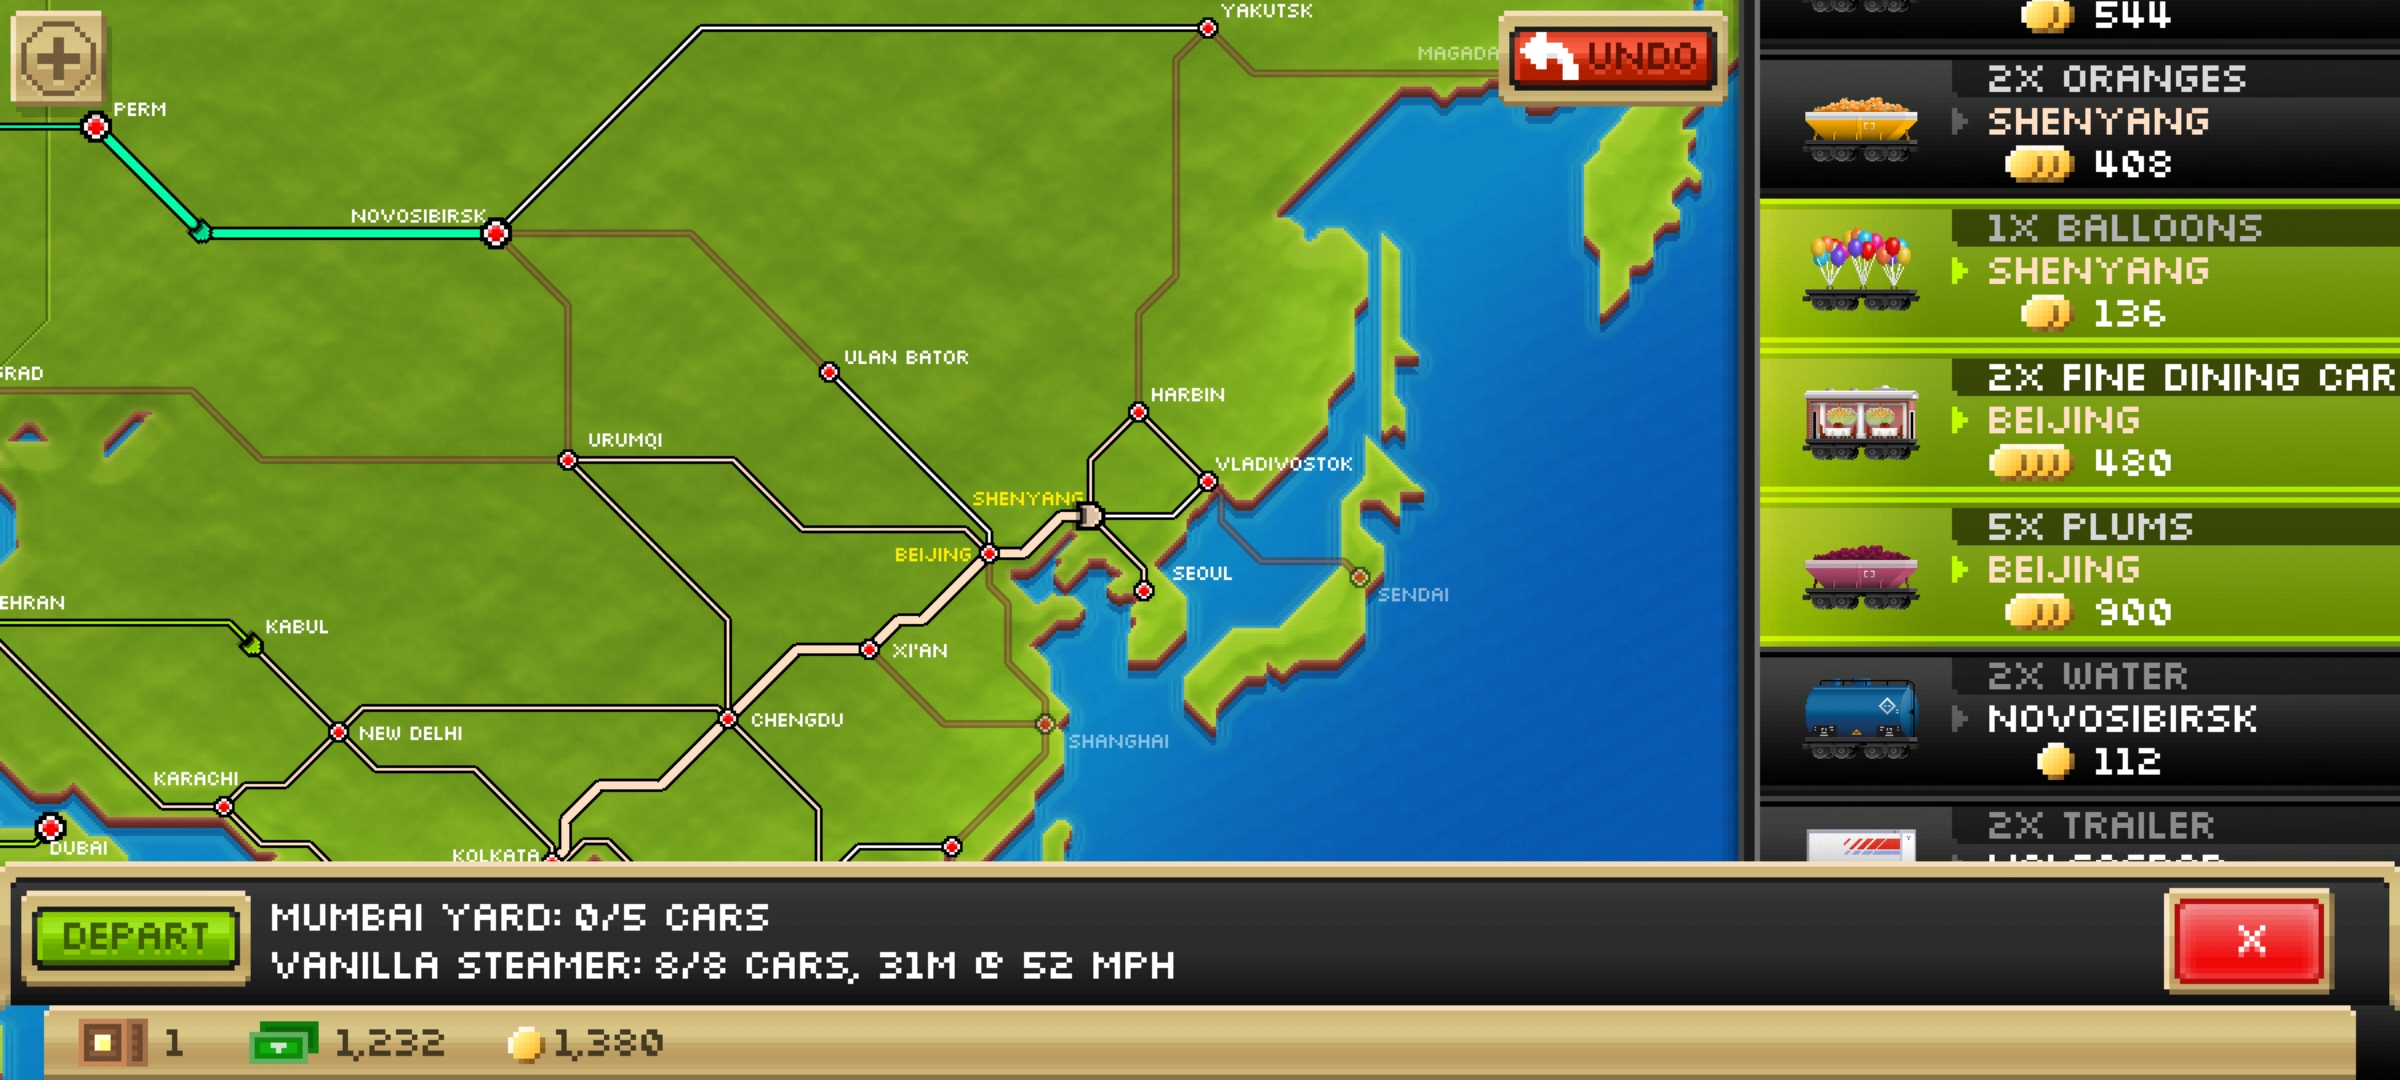 YAKUTSK
MAGADA
UNDO
PERM
NOVOSIBIRSK
ULAN BATOR
HARBIN
GRAD
URUMQI
VLADIVOSTOK
SHENYANG
BEIJING
SEOUL
SENDAI
EHRAN
KABUL
XI'AN
NEW DELHI
CHENGDU
SHANGHAI
KARACHI
DUBAI
KOLKATA
544
2X ORANGES
SHENYANG
408
1X BALLOONS
SHENYANG
136
2X FINE DINING CAR
BEIJING
480
5X PLUMS
BEIJING
900
2X WATER
NOVOSIBIRSK
112
2X TRAILER
DEPART
MUMBAI YARD: 0/5 CARS
VANILLA STEAMER: 8/8 CARS, 31M @ 52 MPH
X
1
1,232
1,380